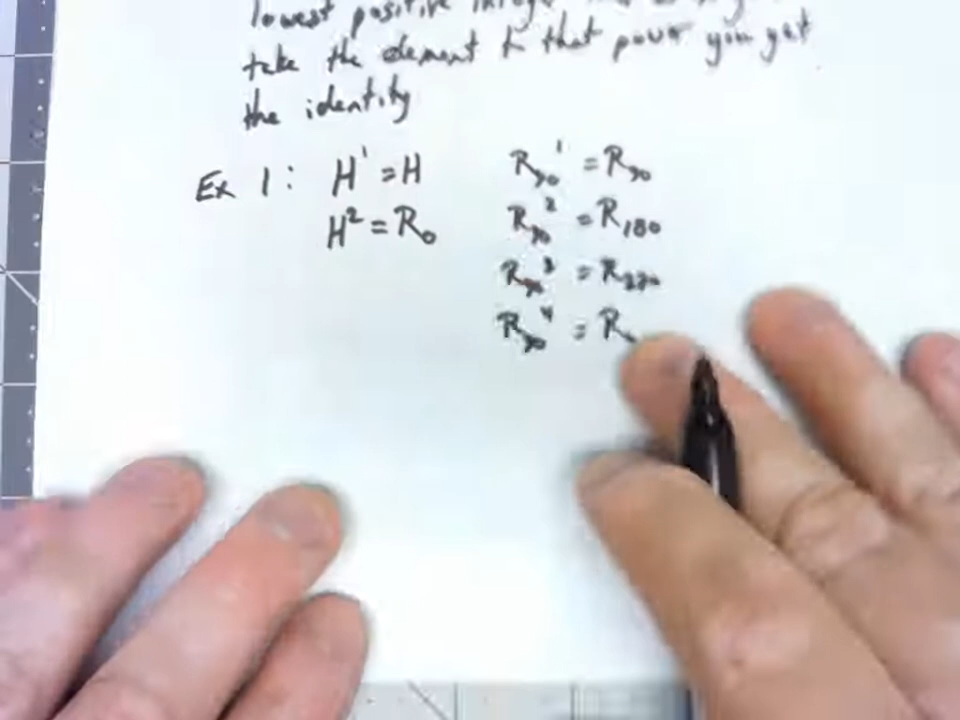 lowest positive
take the element to that power you get
the identity
Ex 1: H¹ = H
H² = R₀
R₉₀¹ = R₉₀
R₉₀² = R₁₈₀
R₉₀³ = R₂₇₀
R₉₀⁴ = R